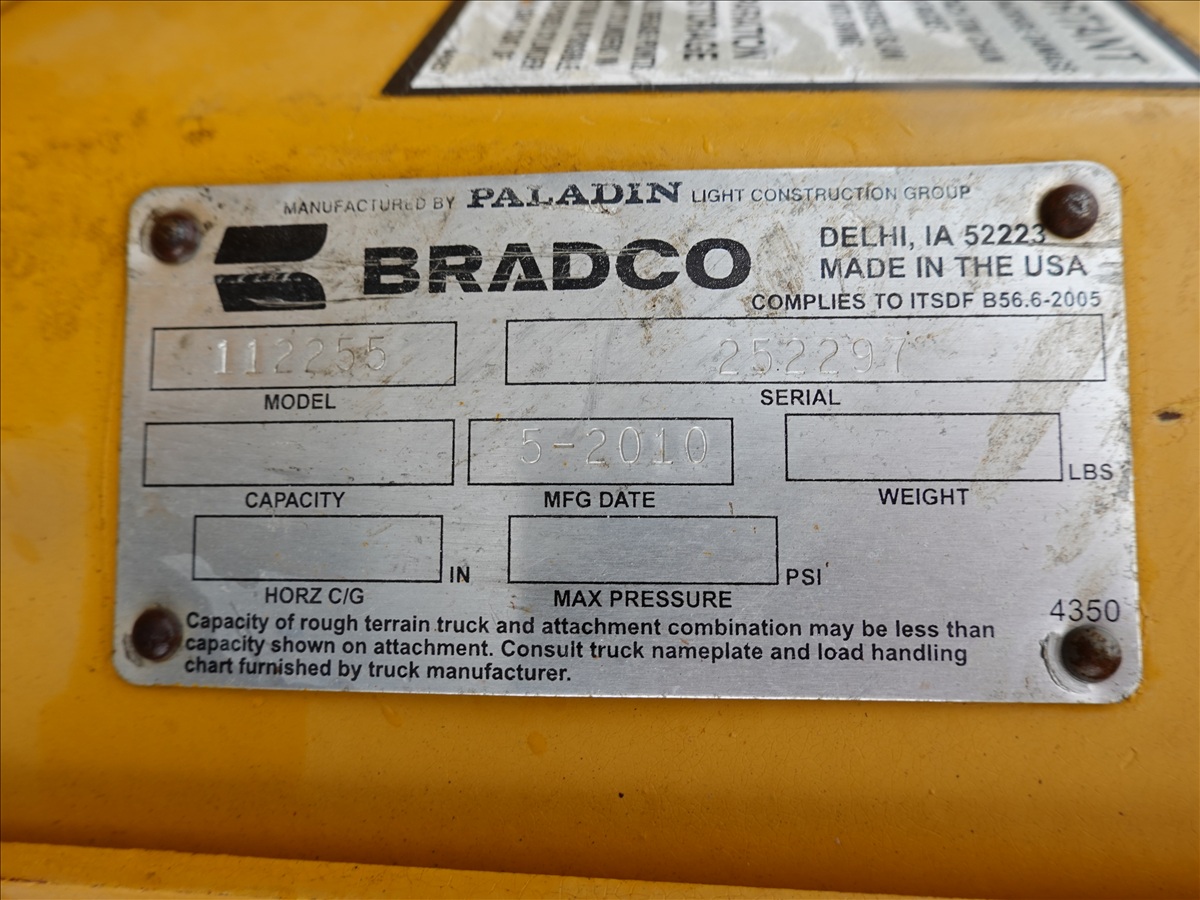 MANUFACTURED BY PALADIN LIGHT CONSTRUCTION GROUP
BRADCO
DELHI, IA 52223
MADE IN THE USA
COMPLIES TO ITSDF B56.6-2005
112255
252297
MODEL
SERIAL
5-2010
LBS
CAPACITY
MFG DATE
WEIGHT
IN
PSI
HORZ C/G
MAX PRESSURE
4350
Capacity of rough terrain truck and attachment combination may be less than
capacity shown on attachment. Consult truck nameplate and load handling
chart furnished by truck manufacturer.